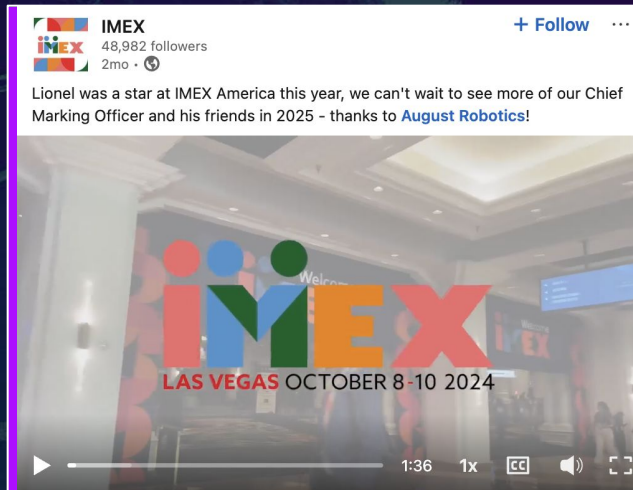 IMEX
IMEX
+ Follow ...
48,982 followers
2mo •
Lionel was a star at IMEX America this year, we can't wait to see more of our Chief
Marking Officer and his friends in 2025 - thanks to August Robotics!
Welcom
IMEX
IMEX
LAS VEGAS OCTOBER 8-10 2024
1:36 1x CC